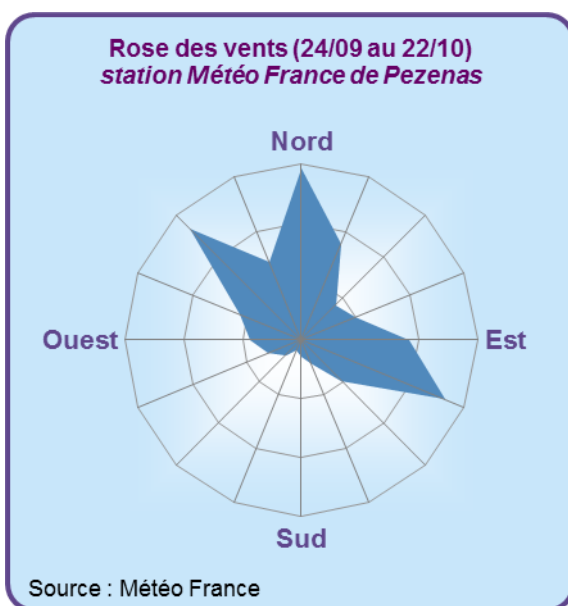 Rose des vents (24/09 au 22/10)
station Météo France de Pezenas
Nord
Ouest
Est
Sud
Source : Météo France